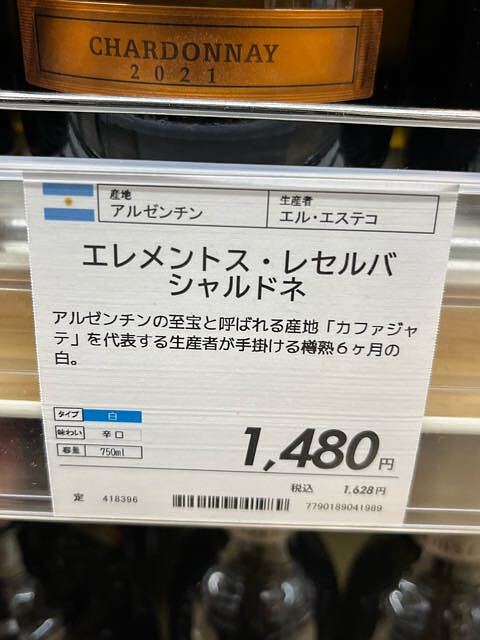 CHARDONNAY
2021
産地
アルゼンチン
生産者
エル・エステコ
エレメントス・レセルバ
シャルドネ
アルゼンチンの至宝と呼ばれる産地「カファジャ
テ」を代表する生産者が手掛ける樽熟6ヶ月の
白。
タイプ 白
味わい 辛口
容量 750ml
1,480円
税込 1,628円
定 418396
7790189041989